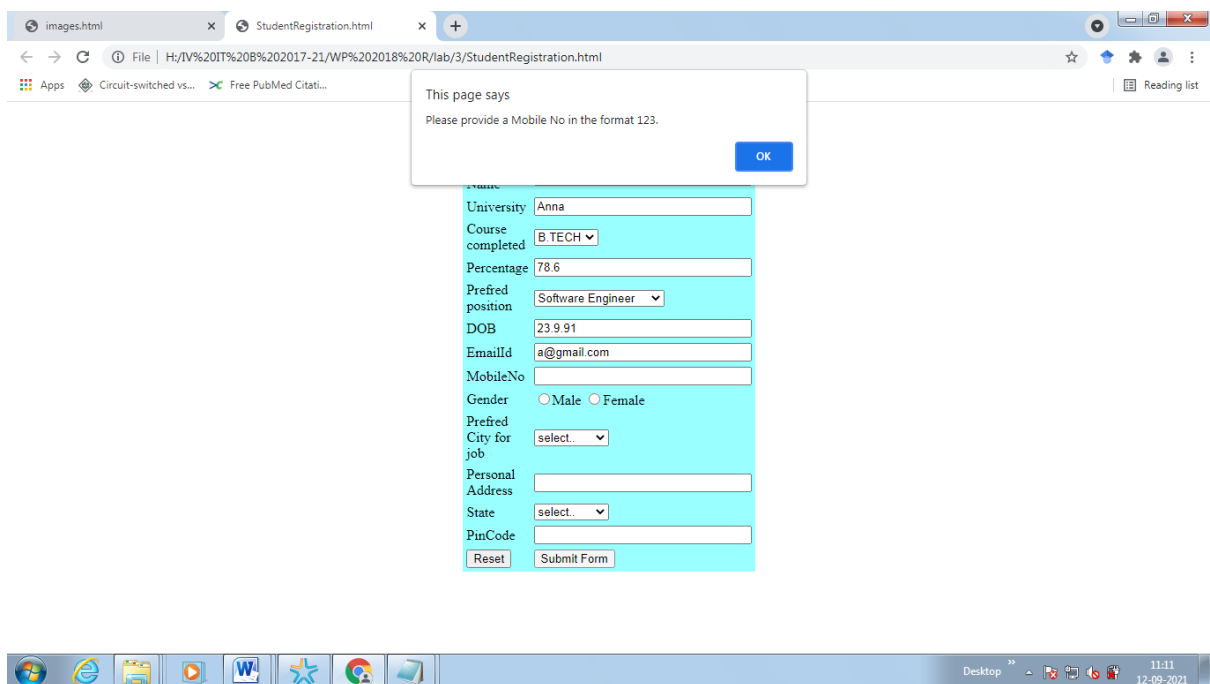 images.html
StudentRegistration.html
File | H:/IV%20IT%20B%202017-21/WP%202018%20R/lab/3/StudentRegistration.html
Apps Circuit-switched vs... Free PubMed Citati... Reading list
This page says
Please provide a Mobile No in the format 123.
OK
Name
University Anna
Course
completed
B.TECH
Percentage 78.6
Prefred
position
Software Engineer
DOB 23.9.91
EmailId a@gmail.com
MobileNo
Gender Male Female
Prefred
City for
job
select..
Personal
Address
State select..
PinCode
Reset Submit Form
Desktop
11:11
12-09-2021